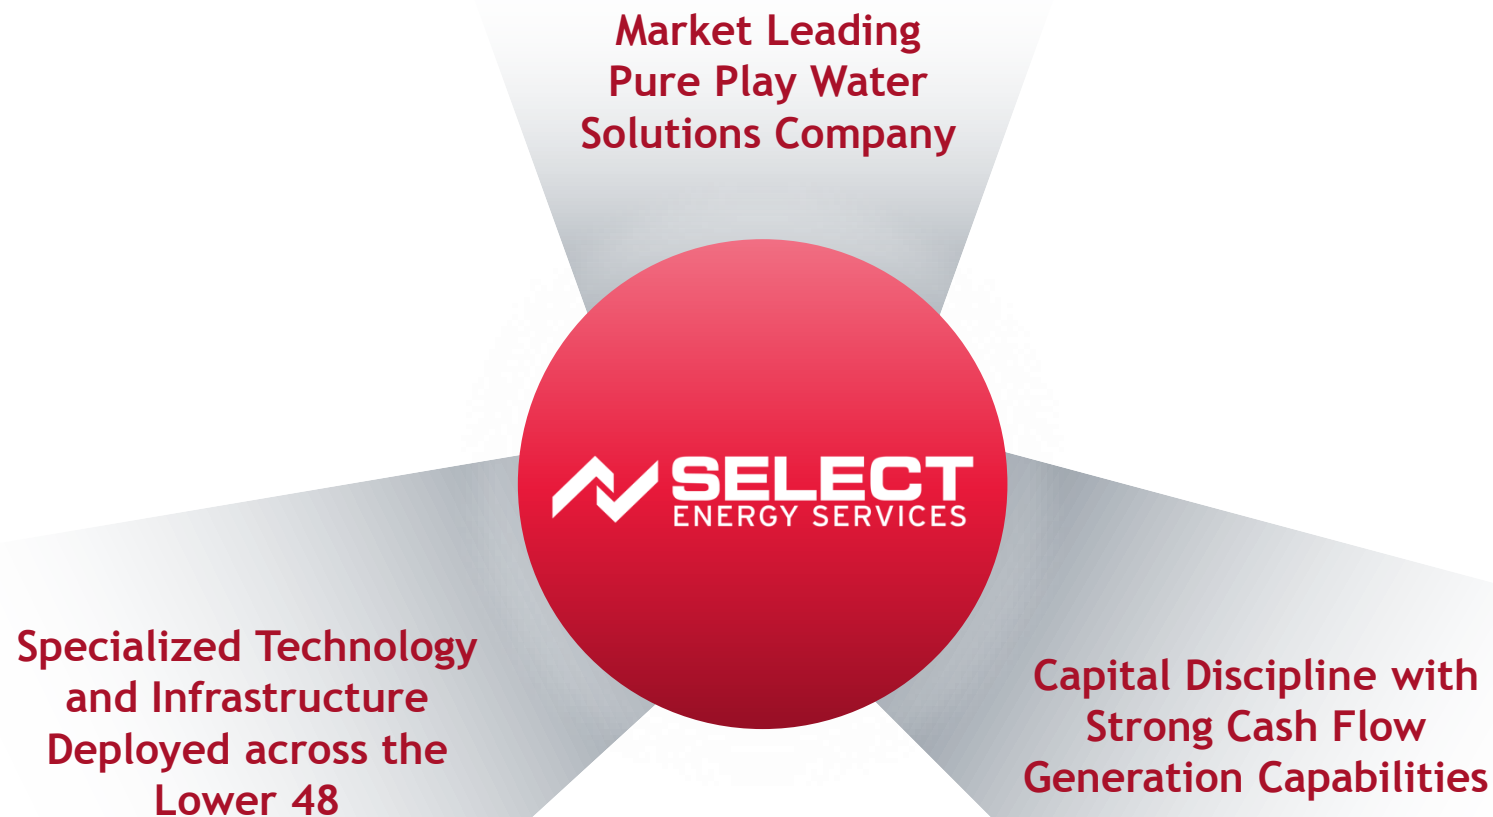 Market Leading
Pure Play Water
Solutions Company
SELECT
ENERGY SERVICES
Specialized Technology
and Infrastructure
Deployed across the
Lower 48
Capital Discipline with
Strong Cash Flow
Generation Capabilities